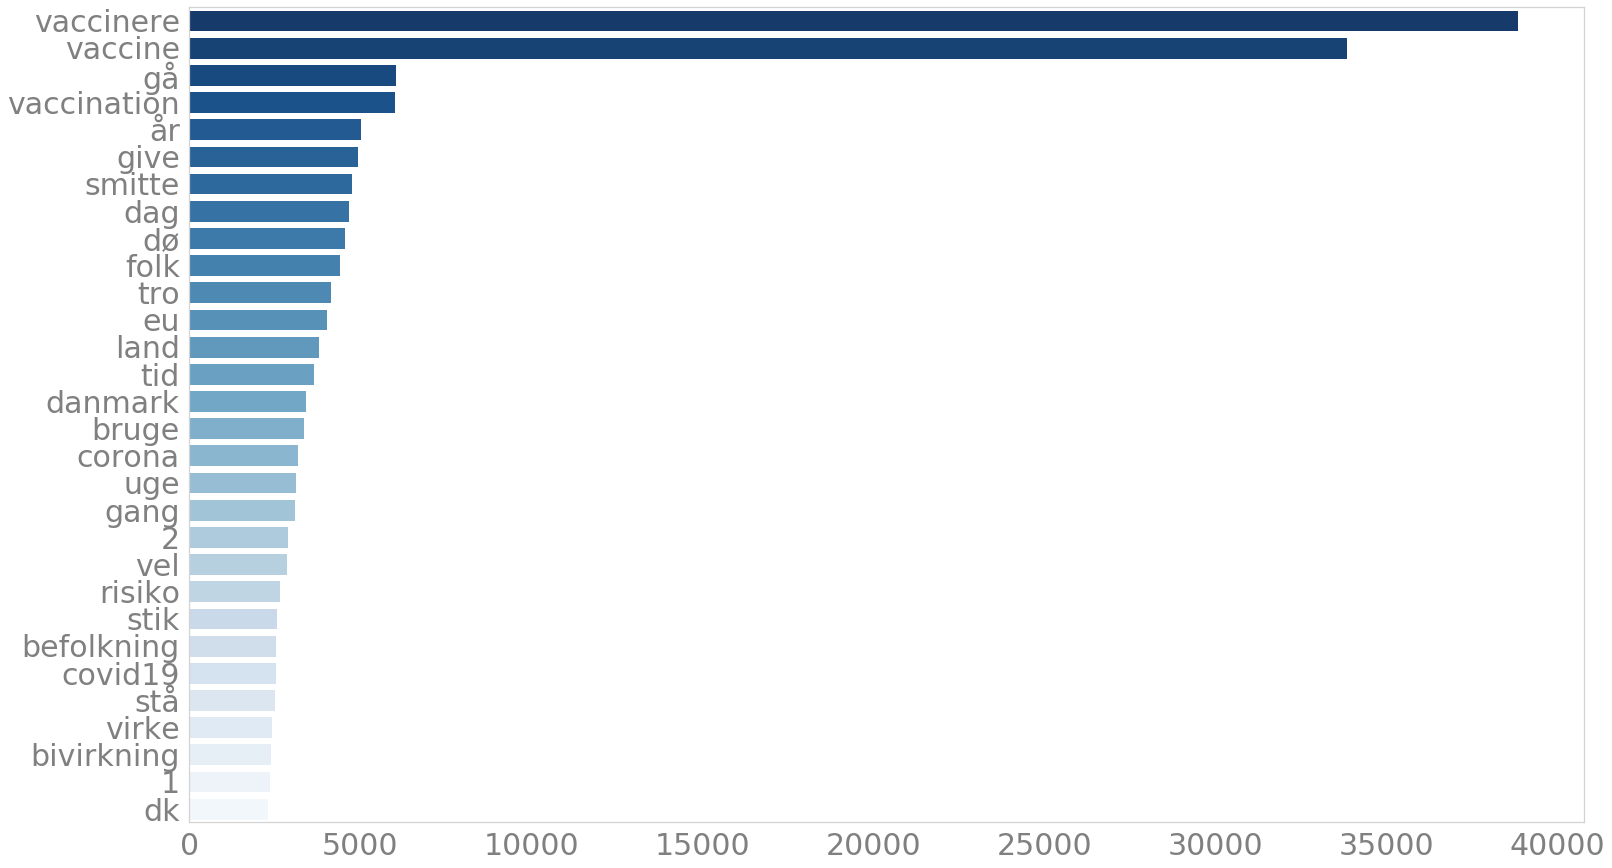 vaccinere
vaccine
gå
vaccination
år
give
smitte
dag
dø
folk
tro
eu
land
tid
danmark
bruge
corona
uge
gang
2
vel
risiko
stik
befolkning
covid19
stå
virke
bivirkning
1
dk
0 5000 10000 15000 20000 25000 30000 35000 40000